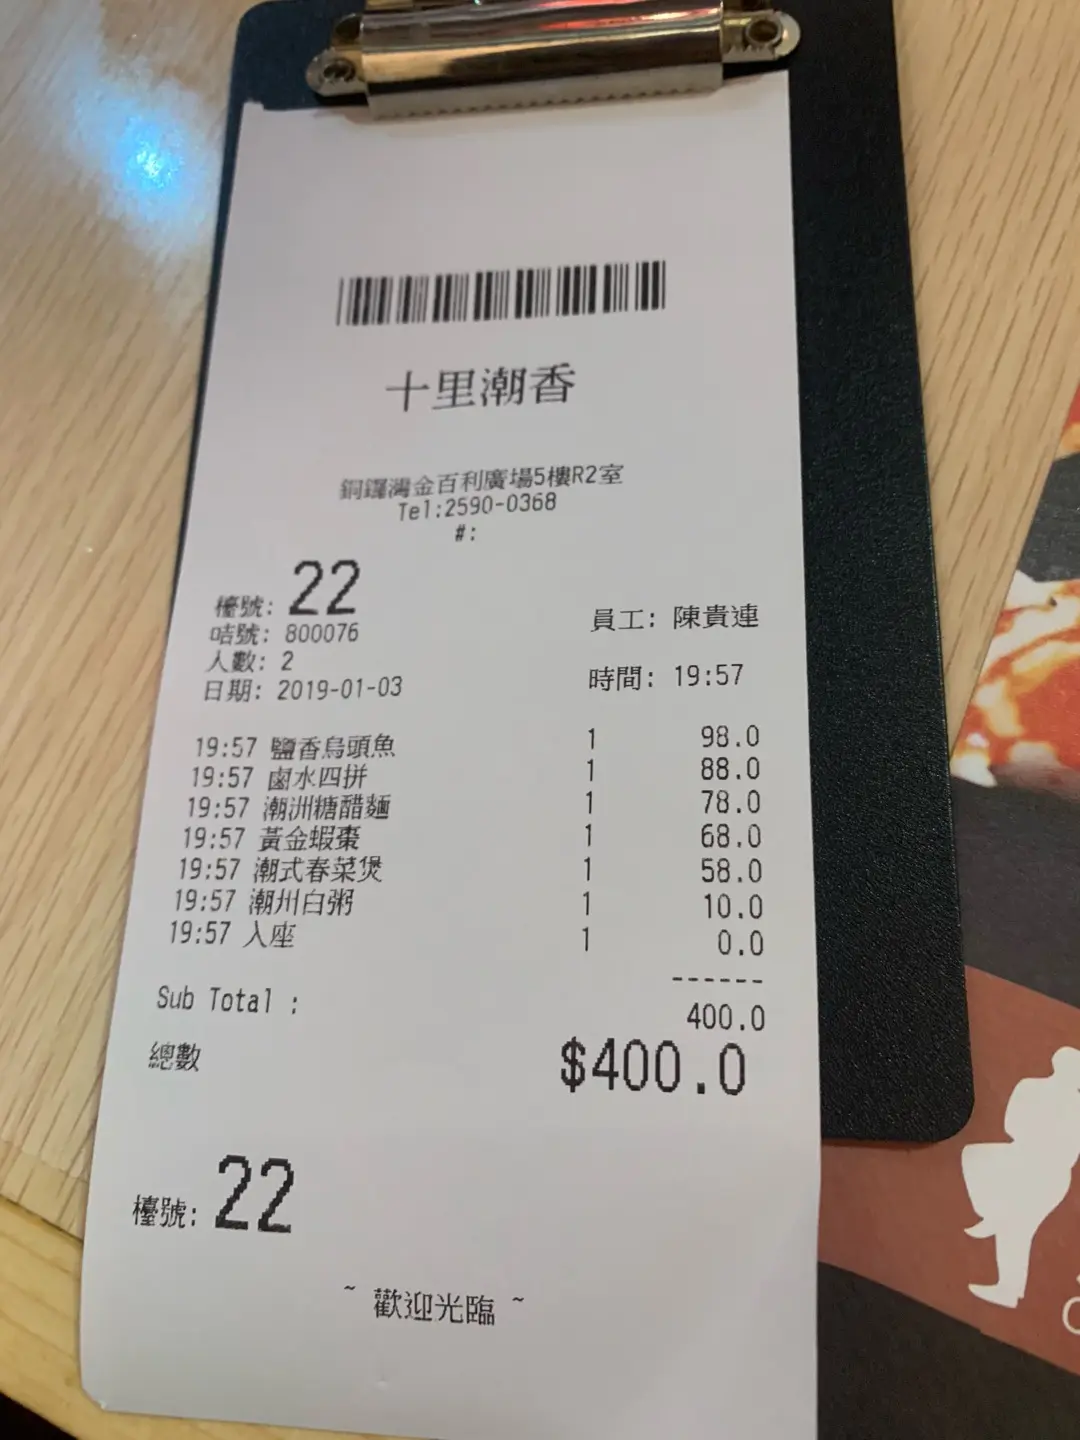 十里潮香
銅鑼灣金百利廣場5樓R2室
Tel:2590-0368
#:
檯號: 22
咭號: 800076
員工: 陳貴連
人數: 2
日期: 2019-01-03
時間: 19:57
19:57 鹽香烏頭魚 1 98.0
19:57 鹵水四拼 1 88.0
19:57 潮洲糖醋麵 1 78.0
19:57 黃金蝦棗 1 68.0
19:57 潮式春菜煲 1 58.0
19:57 潮州白粥 1 10.0
19:57 入座 1 0.0
------
Sub Total : 400.0
總數 $400.0
檯號: 22
~ 歡迎光臨 ~